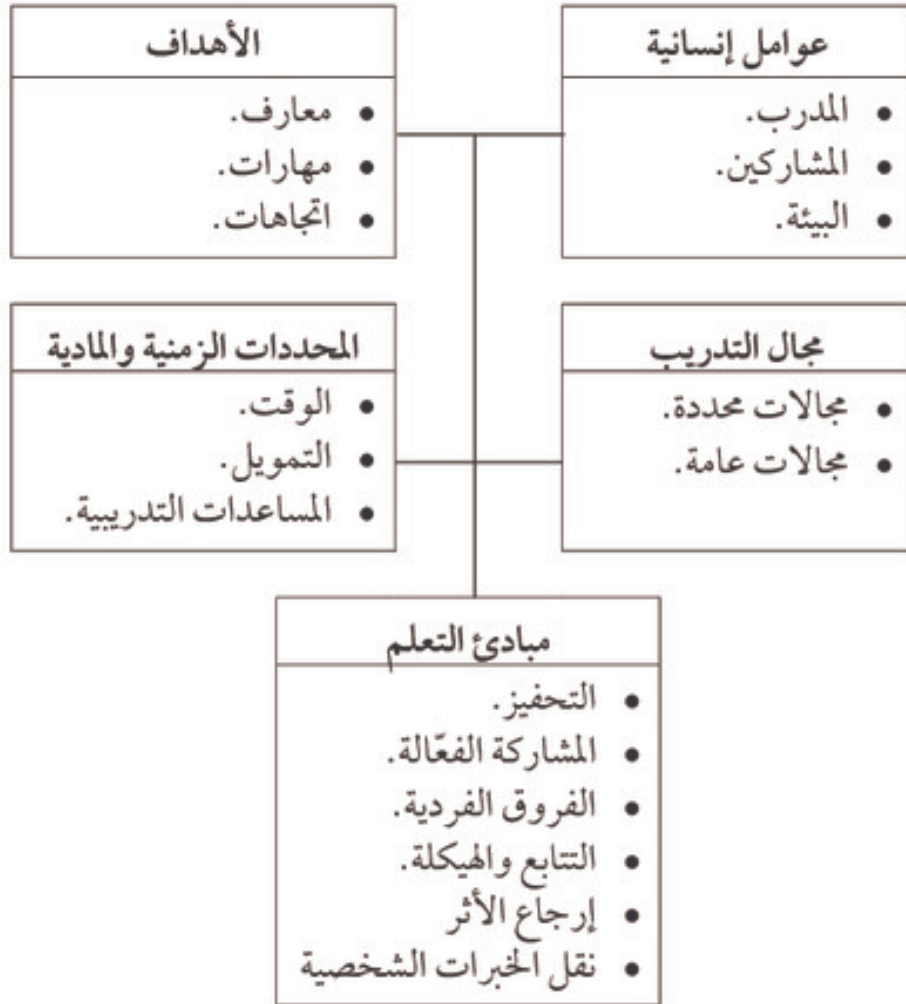 عوامل إنسانية
المدرب.
المشاركين.
البيئة.
الأهداف
معارف.
مهارات.
اتجاهات.
مجال التدريب
مجالات محددة.
مجالات عامة.
المحددات الزمنية والمادية
الوقت.
التمويل.
المساعدات التدريبية.
مبادئ التعلم
التحفيز.
المشاركة الفعّالة.
الفروق الفردية.
التتابع والهيكلة.
إرجاع الأثر
نقل الخبرات الشخصية